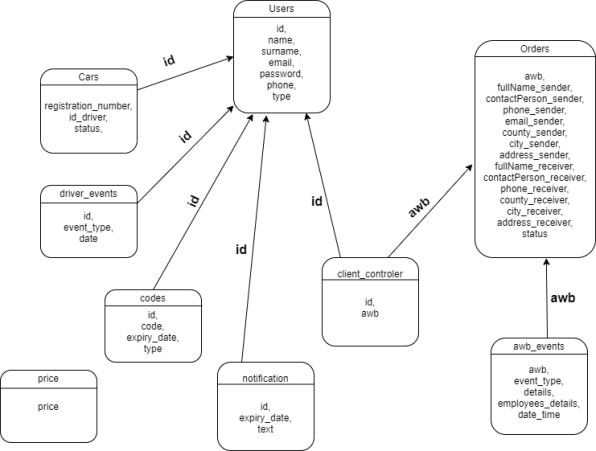 Users
id,
name,
surname,
email,
password,
phone,
type
Orders
awb,
fullName_sender,
contactPerson_sender,
phone_sender,
email_sender,
county_sender,
city_sender,
address_sender,
fullName_receiver,
contactPerson_receiver,
phone_receiver,
county_receiver,
city_receiver,
address_receiver,
status
Cars
registration_number,
id_driver,
status,
id
driver_events
id,
event_type,
date
id
codes
id,
code,
expiry_date,
type
id
notification
id,
expiry_date,
text
id
client_controler
id,
awb
id
awb
awb_events
awb,
event_type,
details,
employees_details,
date_time
awb
price
price